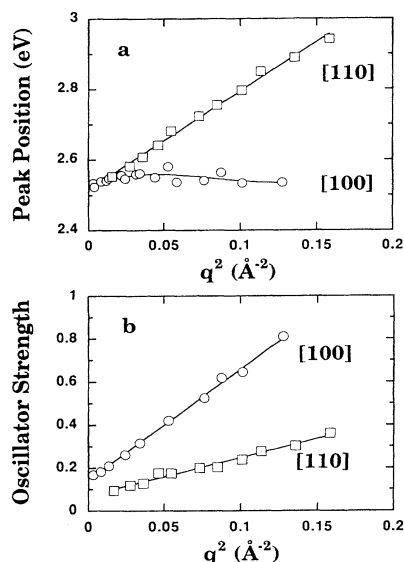 3
a
[110]
2.8
Peak Position (eV)
2.6
[100]
2.4
0 0.05 0.1 0.15 0.2
q² (Å⁻²)
1
b
0.8
[100]
0.6
Oscillator Strength
0.4
0.2
[110]
0
0 0.05 0.1 0.15 0.2
q² (Å⁻²)